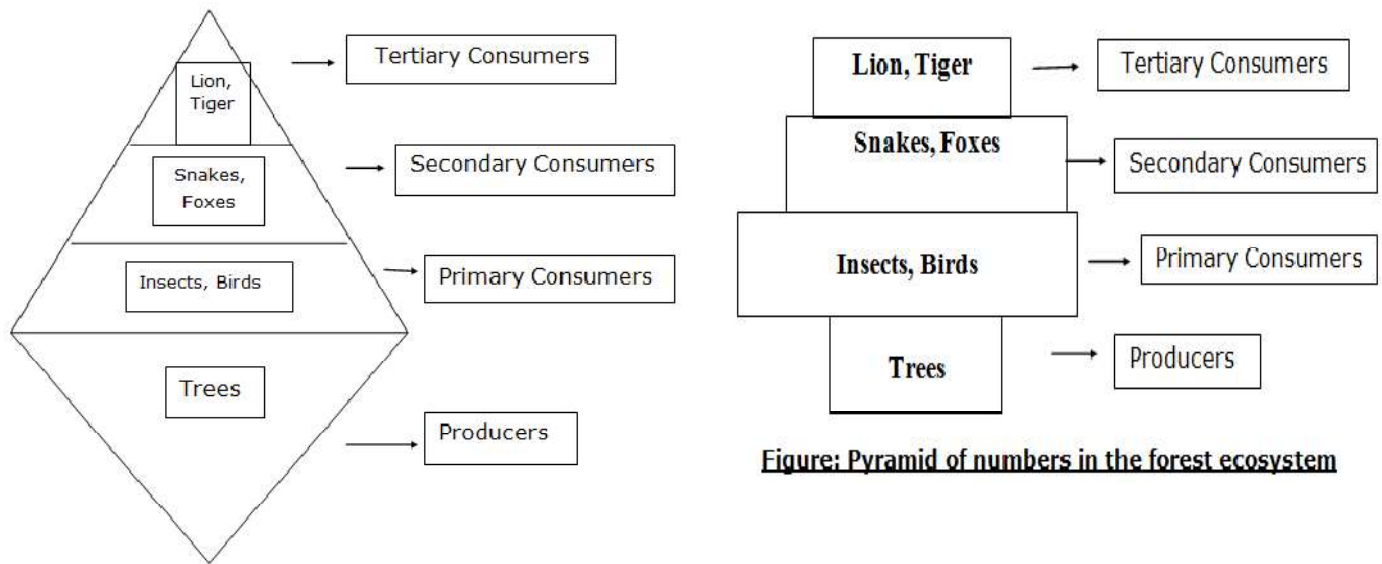 Tertiary Consumers
Lion,
Tiger
Secondary Consumers
Snakes,
Foxes
Primary Consumers
Insects, Birds
Trees
Producers
Lion, Tiger
Tertiary Consumers
Snakes, Foxes
Secondary Consumers
Insects, Birds
Primary Consumers
Trees
Producers
Figure: Pyramid of numbers in the forest ecosystem